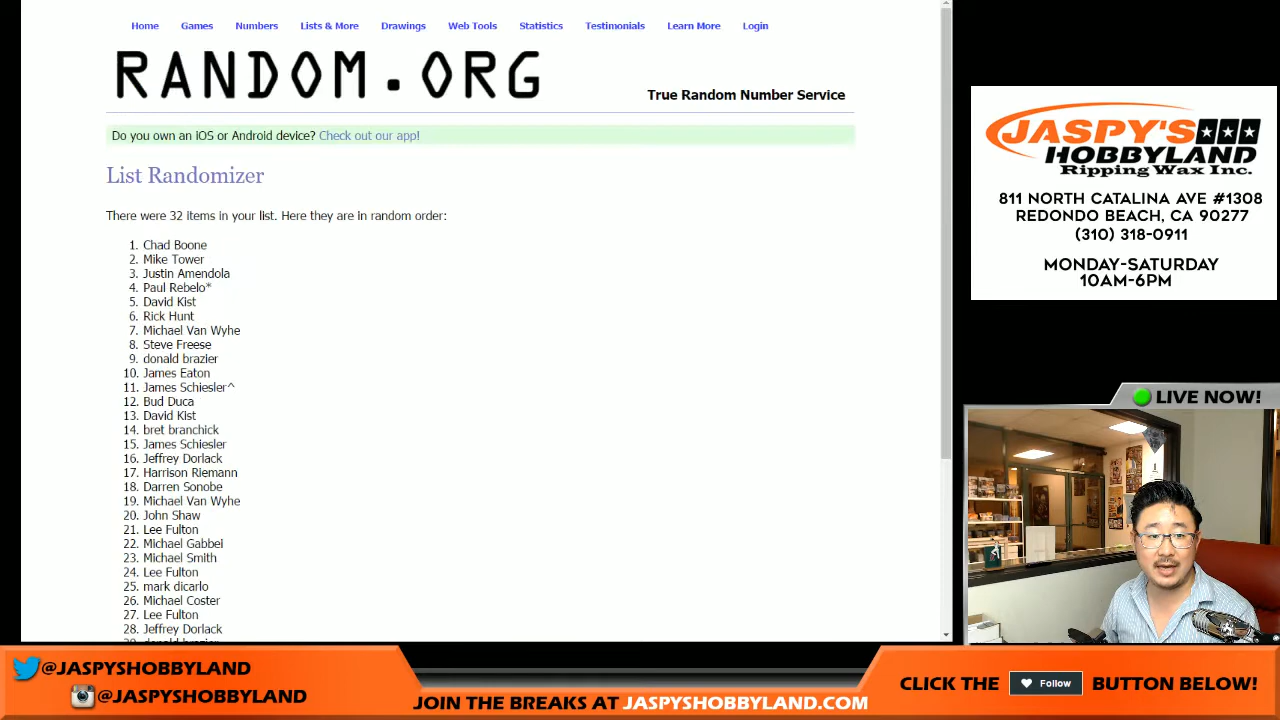 Home Games Numbers Lists & More Drawings Web Tools Statistics Testimonials Learn More Login
RANDOM.ORG
True Random Number Service
Do you own an iOS or Android device? Check out our app!
List Randomizer
There were 32 items in your list. Here they are in random order:
1. Chad Boone
2. Mike Tower
3. Justin Amendola
4. Paul Rebelo*
5. David Kist
6. Rick Hunt
7. Michael Van Wyhe
8. Steve Freese
9. donald brazier
10. James Eaton
11. James Schiesler^
12. Bud Duca
13. David Kist
14. bret branchick
15. James Schiesler
16. Jeffrey Dorlack
17. Harrison Riemann
18. Darren Sonobe
19. Michael Van Wyhe
20. John Shaw
21. Lee Fulton
22. Michael Gabbei
23. Michael Smith
24. Lee Fulton
25. mark dicarlo
26. Michael Coster
27. Lee Fulton
28. Jeffrey Dorlack
JASPY'S
HOBBYLAND
Ripping Wax Inc.
811 NORTH CATALINA AVE #1308
REDONDO BEACH, CA 90277
(310) 318-0911
MONDAY-SATURDAY
10AM-6PM
LIVE NOW!
@JASPYSHOBBYLAND
@JASPYSHOBBYLAND
JOIN THE BREAKS AT JASPYSHOBBYLAND.COM
CLICK THE Follow BUTTON BELOW!